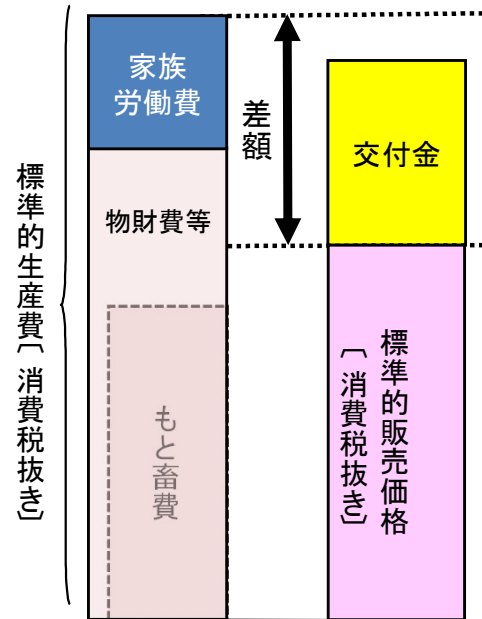 標準的生産費〔消費税抜き〕
家族
労働費
物財費等
もと畜費
差額
交付金
標準的販売価格
〔消費税抜き〕